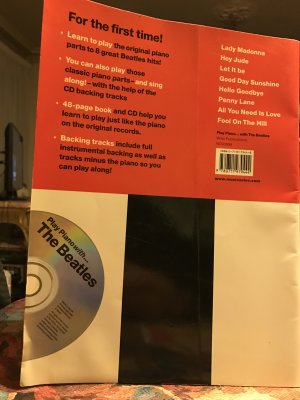 For the first time!
• Learn to play the original piano
parts to 8 great Beatles hits!
• You can also play those
classic piano parts – and sing
along! – with the help of the
CD backing tracks
• 48-page book and CD help you
learn to play just like the piano
on the original records.
• Backing tracks include full
instrumental backing as well as
tracks minus the piano so you
can play along!
Lady Madonna
Hey Jude
Let It be
Good Day Sunshine
Hello Goodbye
Penny Lane
All You Need Is Love
Fool On The Hill
Play Piano... with The Beatles
Wise Publications
www.musicsales.com
Play Piano with...
The Beatles